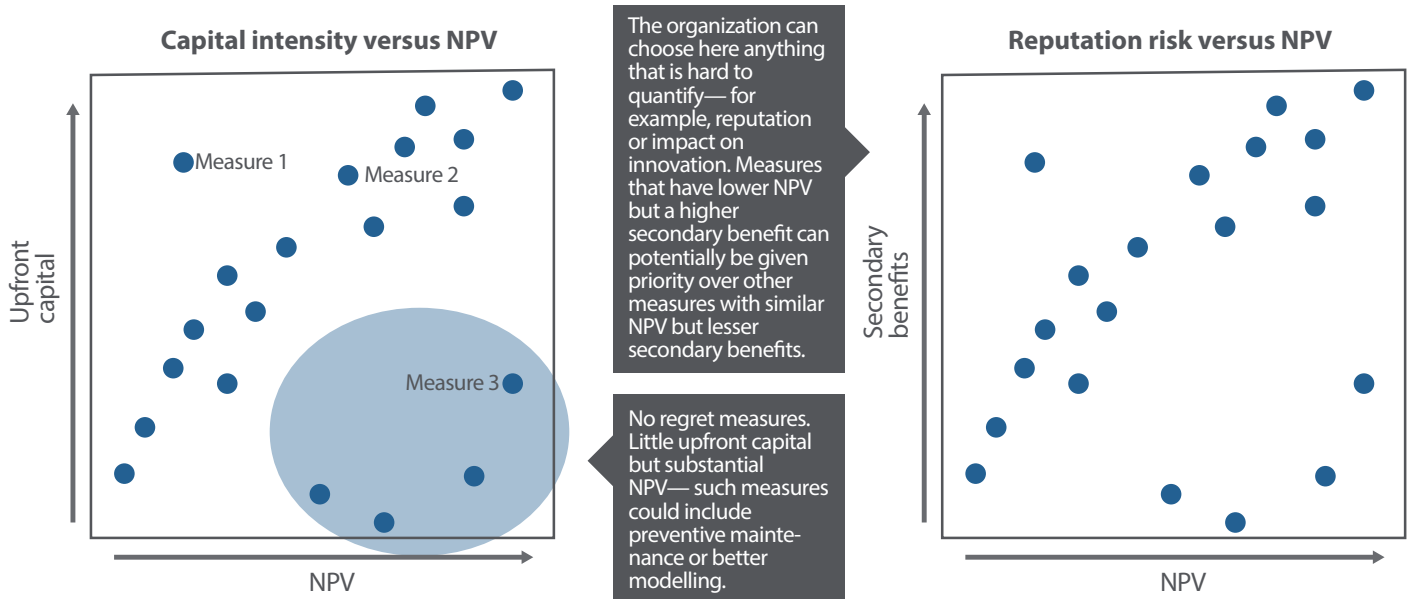 Capital intensity versus NPV
Upfront
capital
Measure 1
Measure 2
Measure 3
NPV
The organization can
choose here anything
that is hard to
quantify— for
example, reputation
or impact on
innovation. Measures
that have lower NPV
but a higher
secondary benefit can
potentially be given
priority over other
measures with similar
NPV but lesser
secondary benefits.
No regret measures.
Little upfront capital
but substantial
NPV— such measures
could include
preventive mainte-
nance or better
modelling.
Reputation risk versus NPV
Secondary
benefits
NPV